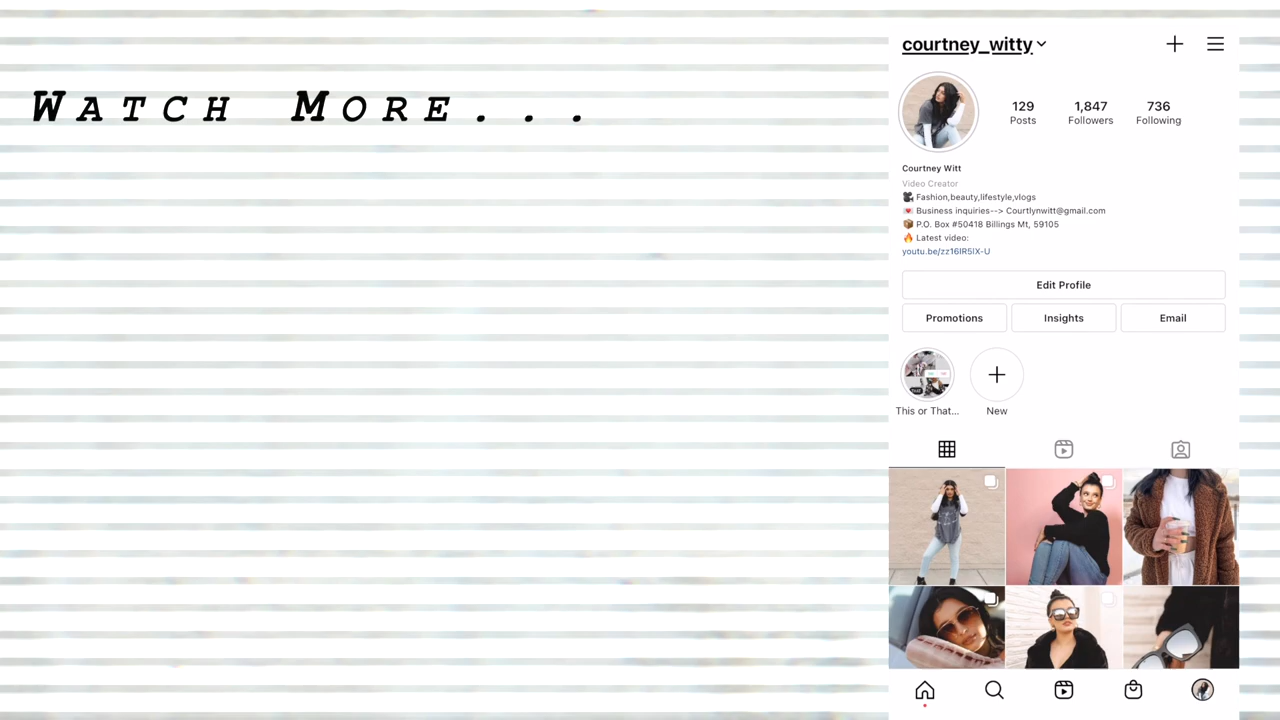 Watch More...
courtney_witty
129
1,847
736
Posts
Followers
Following
Courtney Witt
Video Creator
🎥 Fashion,beauty,lifestyle,vlogs
💌 Business inquiries--> Courtlynwitt@gmail.com
📦 P.O. Box #50418 Billings Mt, 59105
🔥 Latest video:
youtu.be/zz16IR5IX-U
Edit Profile
Promotions
Insights
Email
This or That...
New